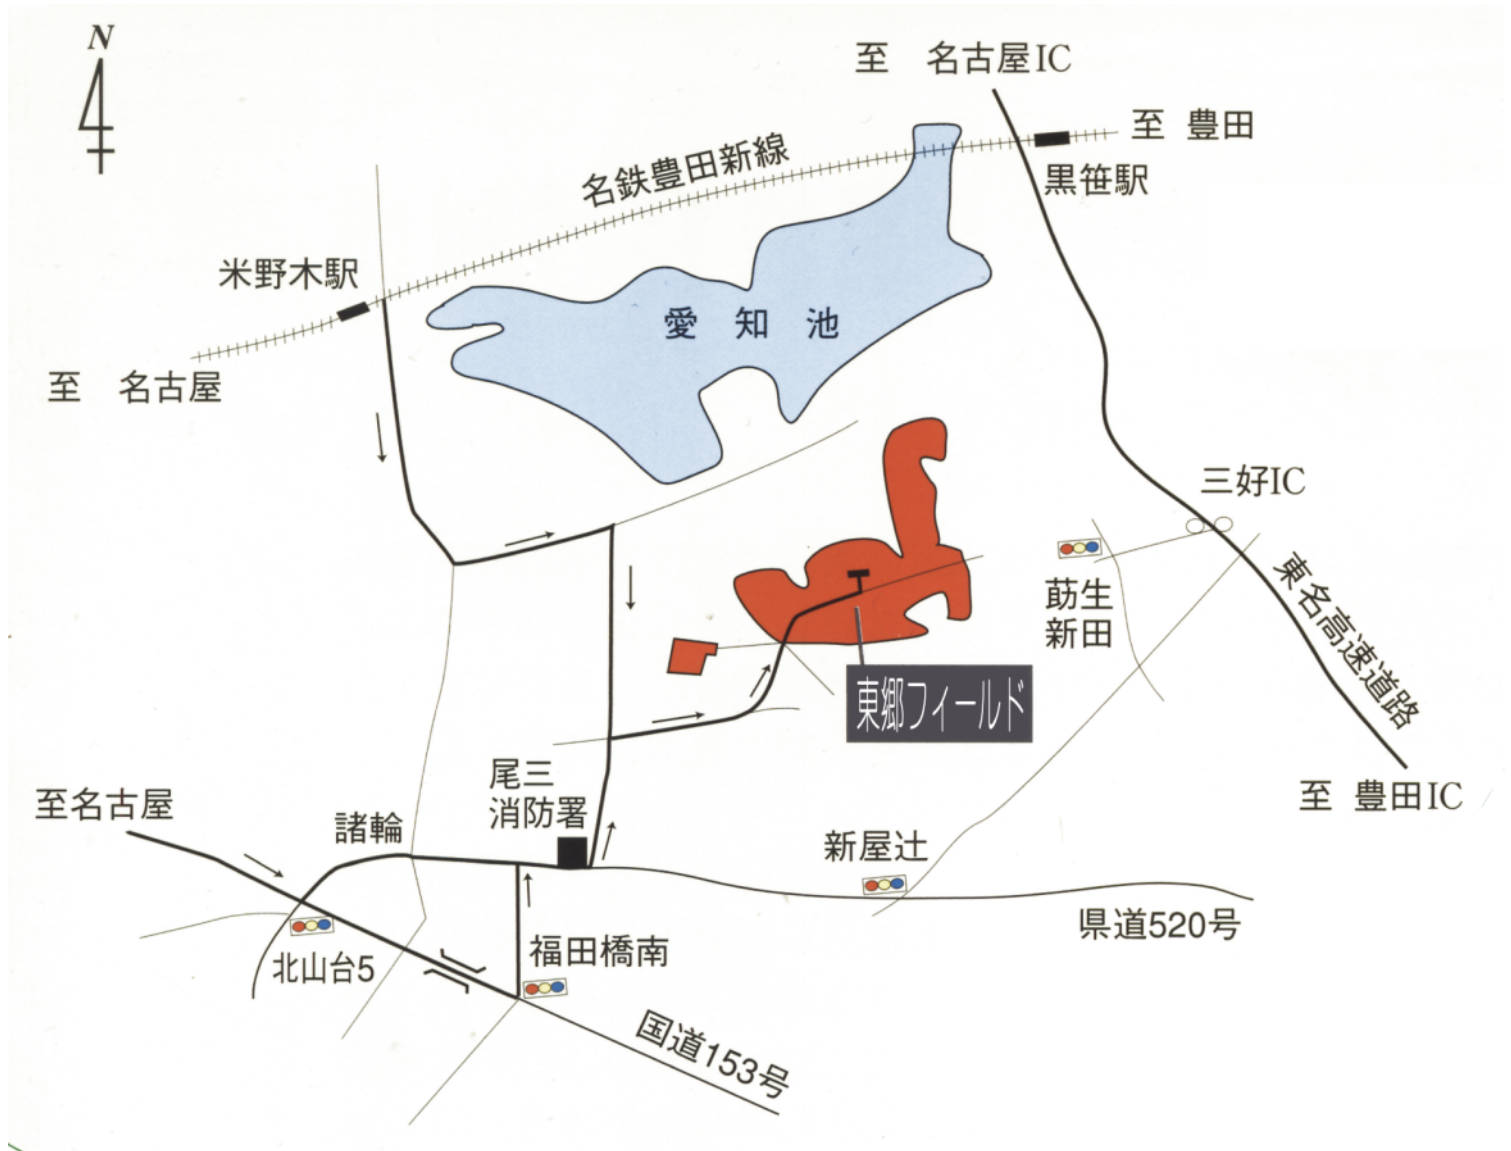 N
至 名古屋IC
至 豊田
名鉄豊田新線
黒笹駅
米野木駅
愛知池
至 名古屋
三好IC
莇生
新田
東名高速道路
東郷フィールド
尾三
消防署
至名古屋
諸輪
至 豊田IC
新屋辻
県道520号
福田橋南
北山台5
国道153号